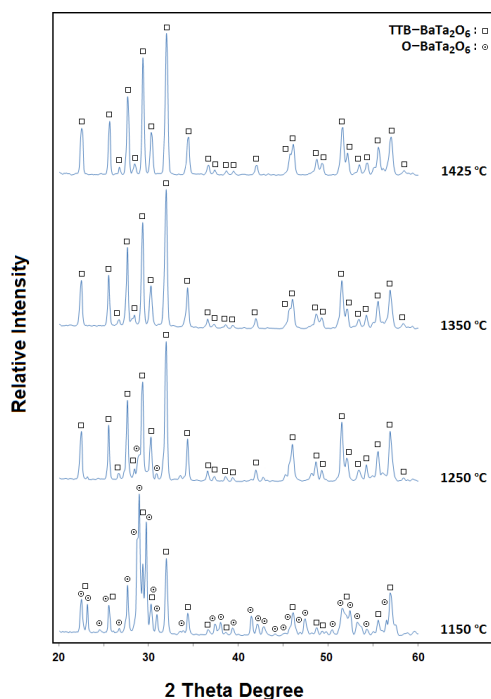 TTB–BaTa₂O₆ :
O–BaTa₂O₆ :
1425 °C
1350 °C
1250 °C
1150 °C
Relative Intensity
20 30 40 50 60
2 Theta Degree